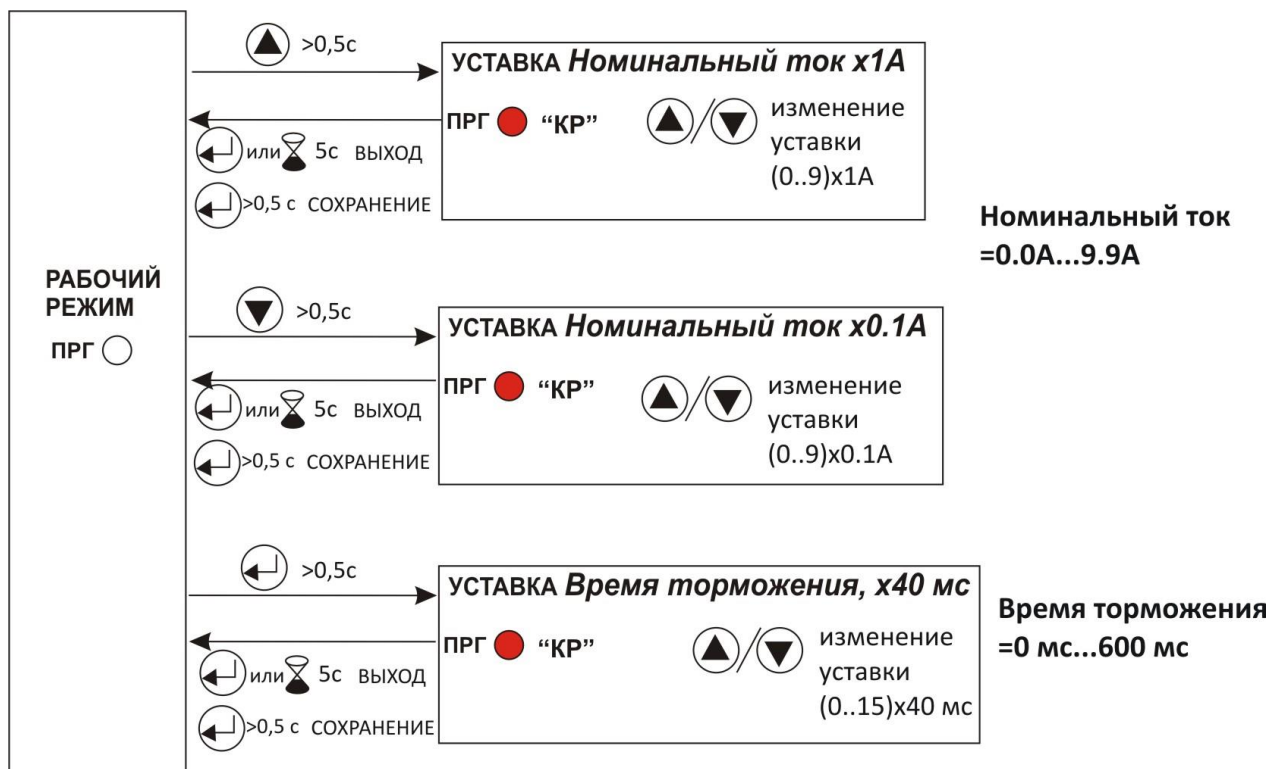 РАБОЧИЙ
РЕЖИМ
ПРГ
>0,5с
УСТАВКА Номинальный ток х1А
ПРГ “КР”
изменение
уставки
(0..9)х1А
или 5с ВЫХОД
>0,5 с СОХРАНЕНИЕ
Номинальный ток
=0.0А...9.9А
>0,5с
УСТАВКА Номинальный ток х0.1А
ПРГ “КР”
изменение
уставки
(0..9)х0.1А
или 5с ВЫХОД
>0,5 с СОХРАНЕНИЕ
>0,5с
УСТАВКА Время торможения, х40 мс
ПРГ “КР”
изменение
уставки
(0..15)х40 мс
или 5с ВЫХОД
>0,5 с СОХРАНЕНИЕ
Время торможения
=0 мс...600 мс